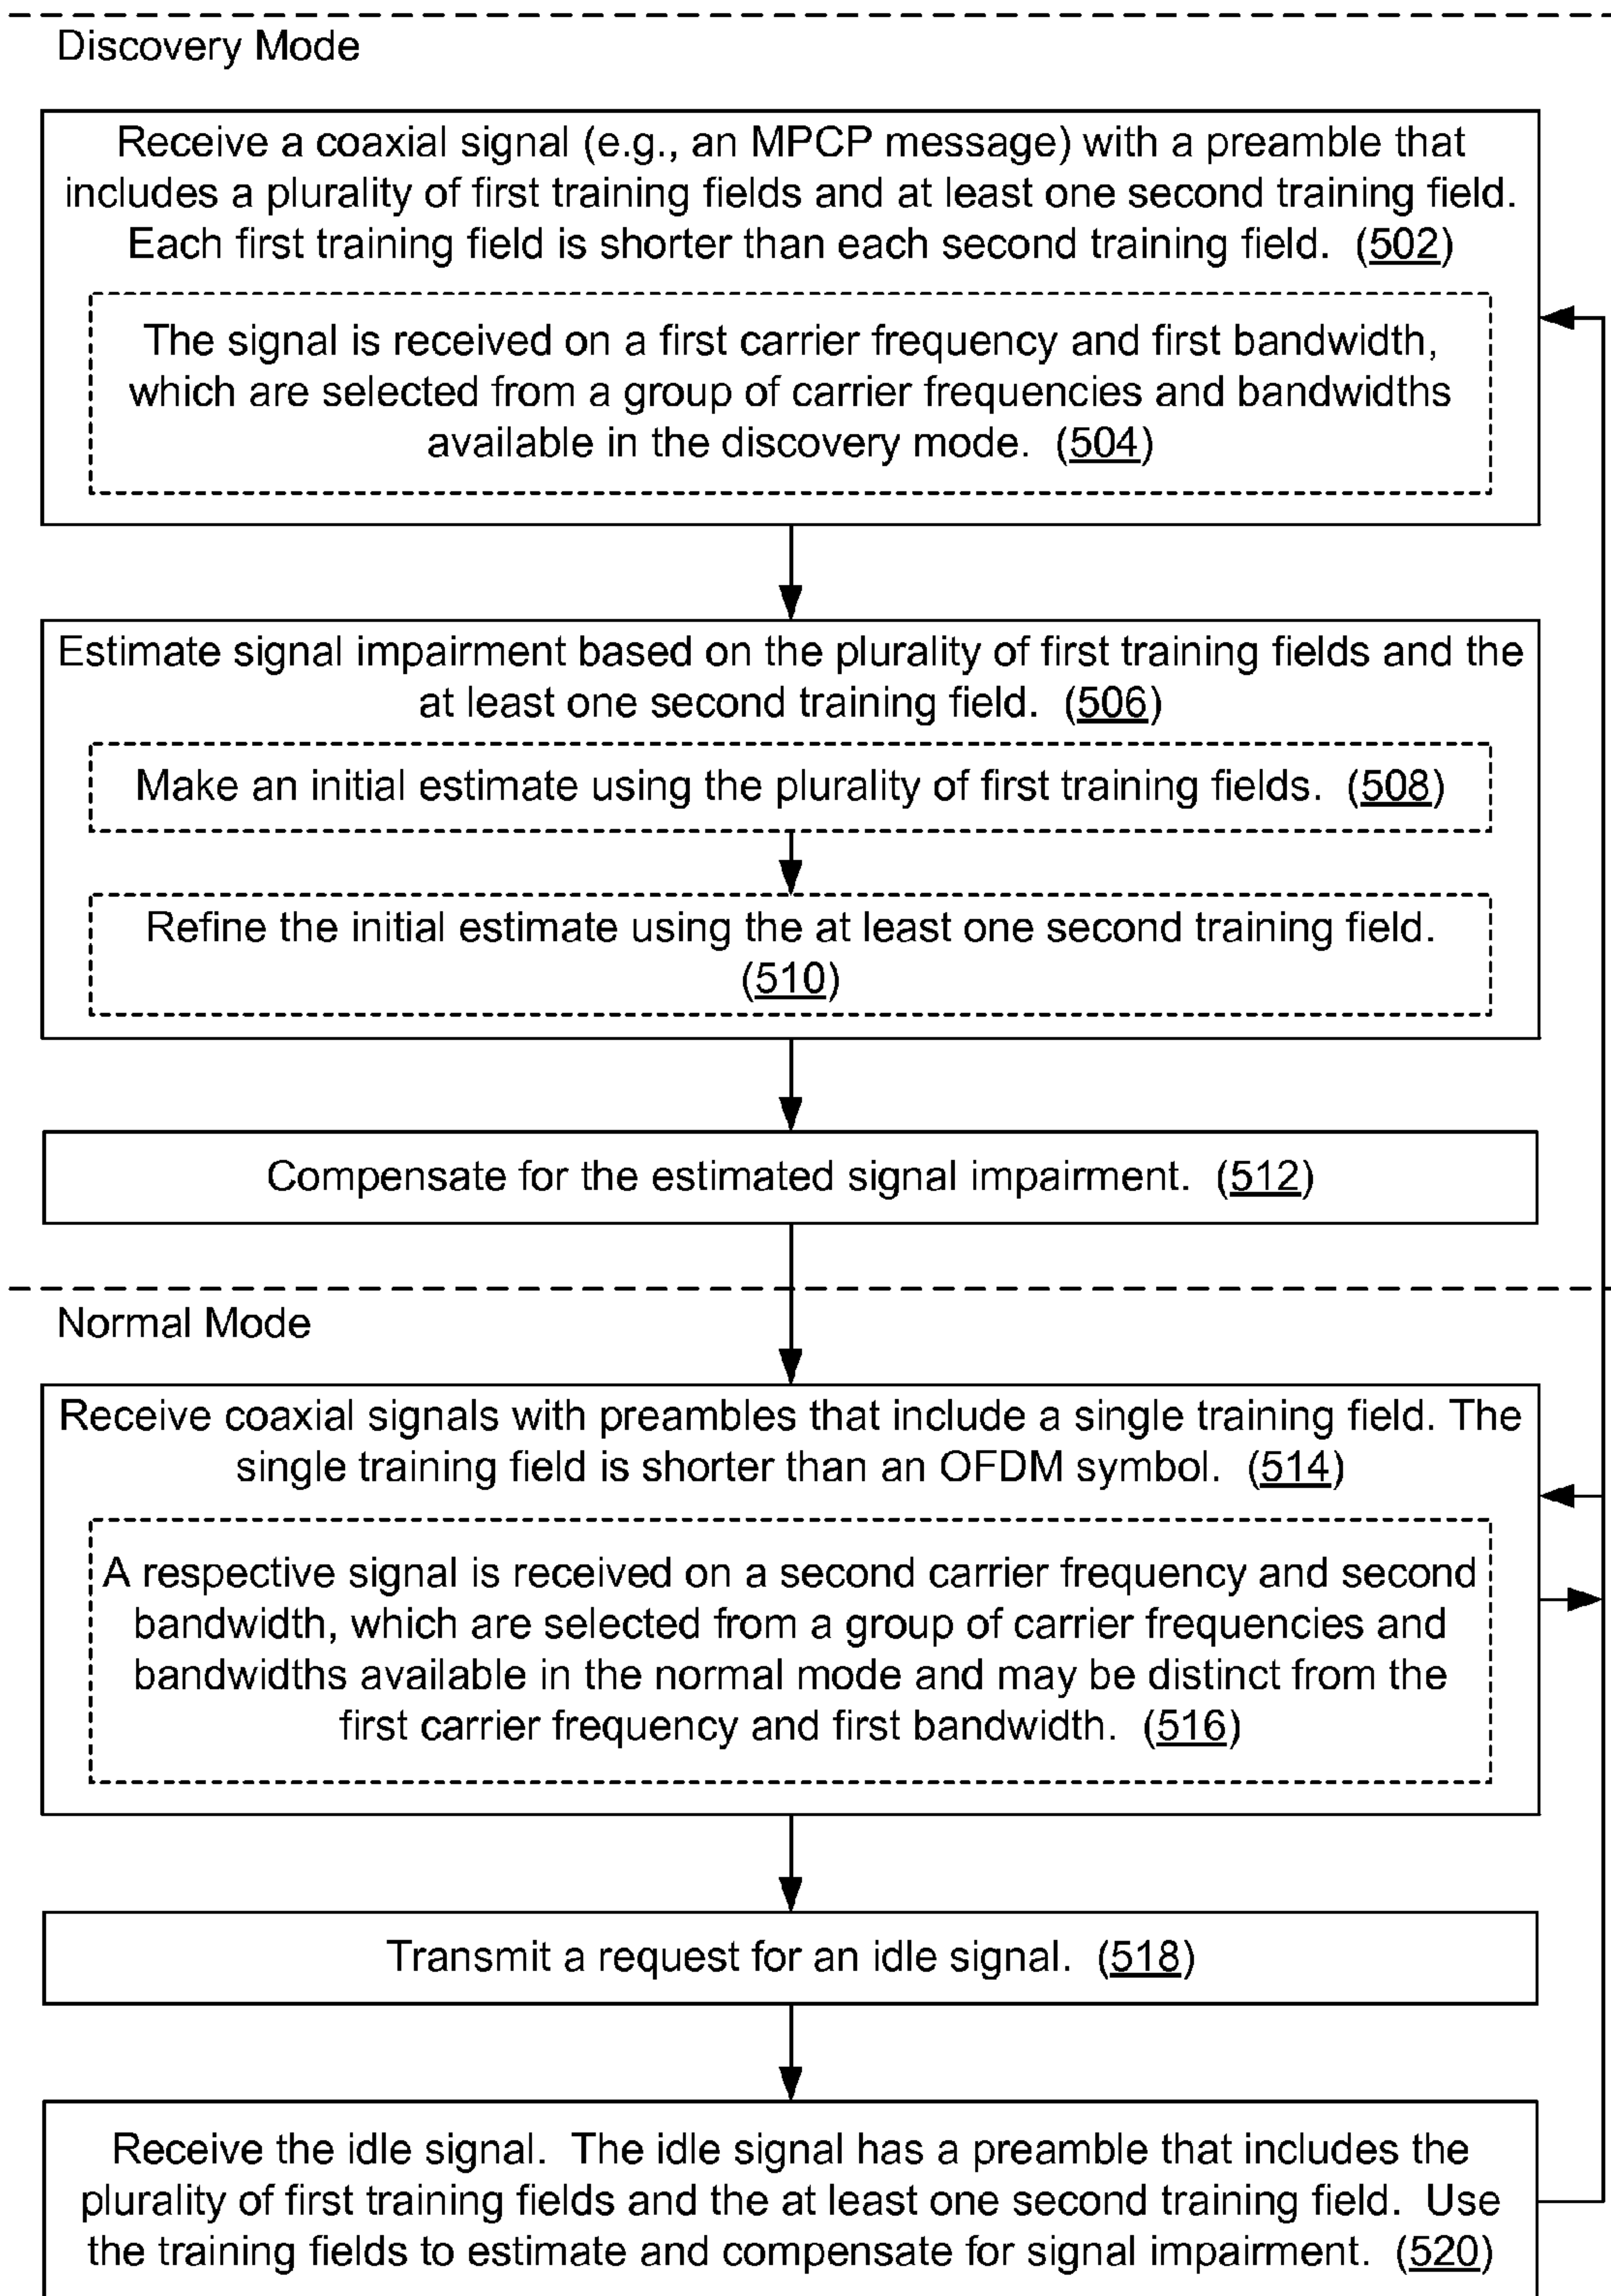 Discovery Mode
Receive a coaxial signal (e.g., an MPCP message) with a preamble that
includes a plurality of first training fields and at least one second training field.
Each first training field is shorter than each second training field. (502)
The signal is received on a first carrier frequency and first bandwidth,
which are selected from a group of carrier frequencies and bandwidths
available in the discovery mode. (504)
Estimate signal impairment based on the plurality of first training fields and the
at least one second training field. (506)
Make an initial estimate using the plurality of first training fields. (508)
Refine the initial estimate using the at least one second training field.
(510)
Compensate for the estimated signal impairment. (512)
Normal Mode
Receive coaxial signals with preambles that include a single training field. The
single training field is shorter than an OFDM symbol. (514)
A respective signal is received on a second carrier frequency and second
bandwidth, which are selected from a group of carrier frequencies and
bandwidths available in the normal mode and may be distinct from the
first carrier frequency and first bandwidth. (516)
Transmit a request for an idle signal. (518)
Receive the idle signal. The idle signal has a preamble that includes the
plurality of first training fields and the at least one second training field. Use
the training fields to estimate and compensate for signal impairment. (520)